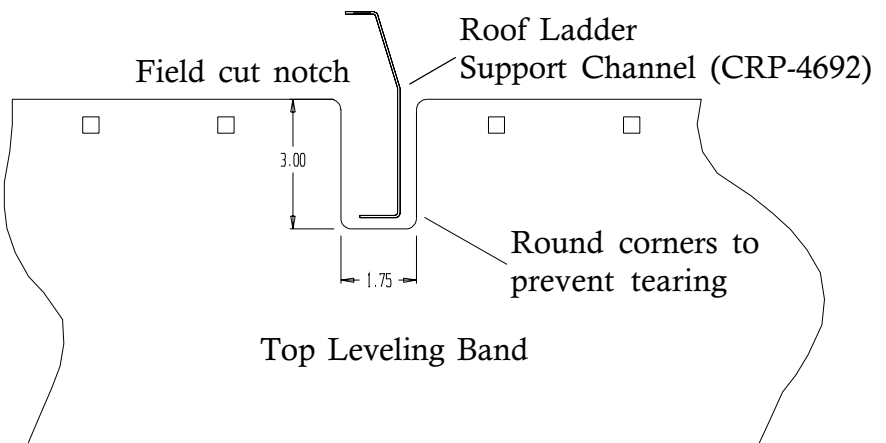 Roof Ladder
Support Channel (CRP-4692)
Field cut notch
3.00
Round corners to
prevent tearing
1.75
Top Leveling Band